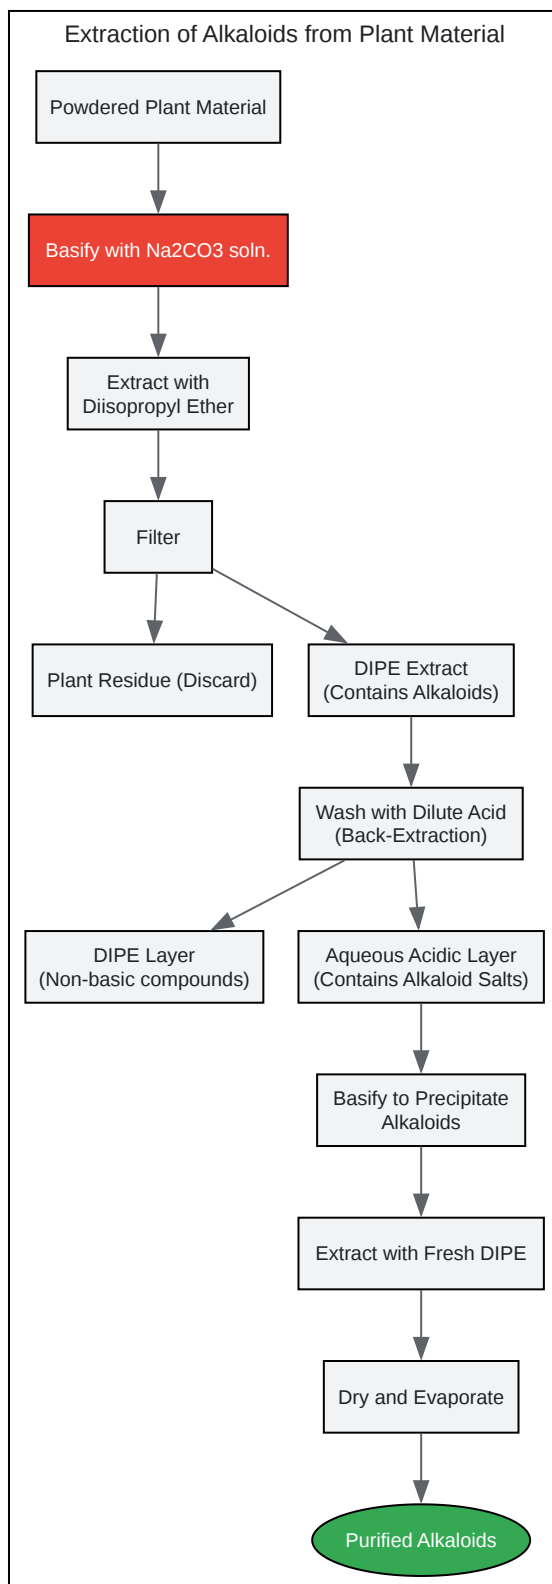 Extraction of Alkaloids from Plant Material
Powdered Plant Material
Basify with Na2CO3 soln.
Extract with
Diisopropyl Ether
Filter
Plant Residue (Discard)
DIPE Extract
(Contains Alkaloids)
Wash with Dilute Acid
(Back-Extraction)
DIPE Layer
(Non-basic compounds)
Aqueous Acidic Layer
(Contains Alkaloid Salts)
Basify to Precipitate
Alkaloids
Extract with Fresh DIPE
Dry and Evaporate
Purified Alkaloids